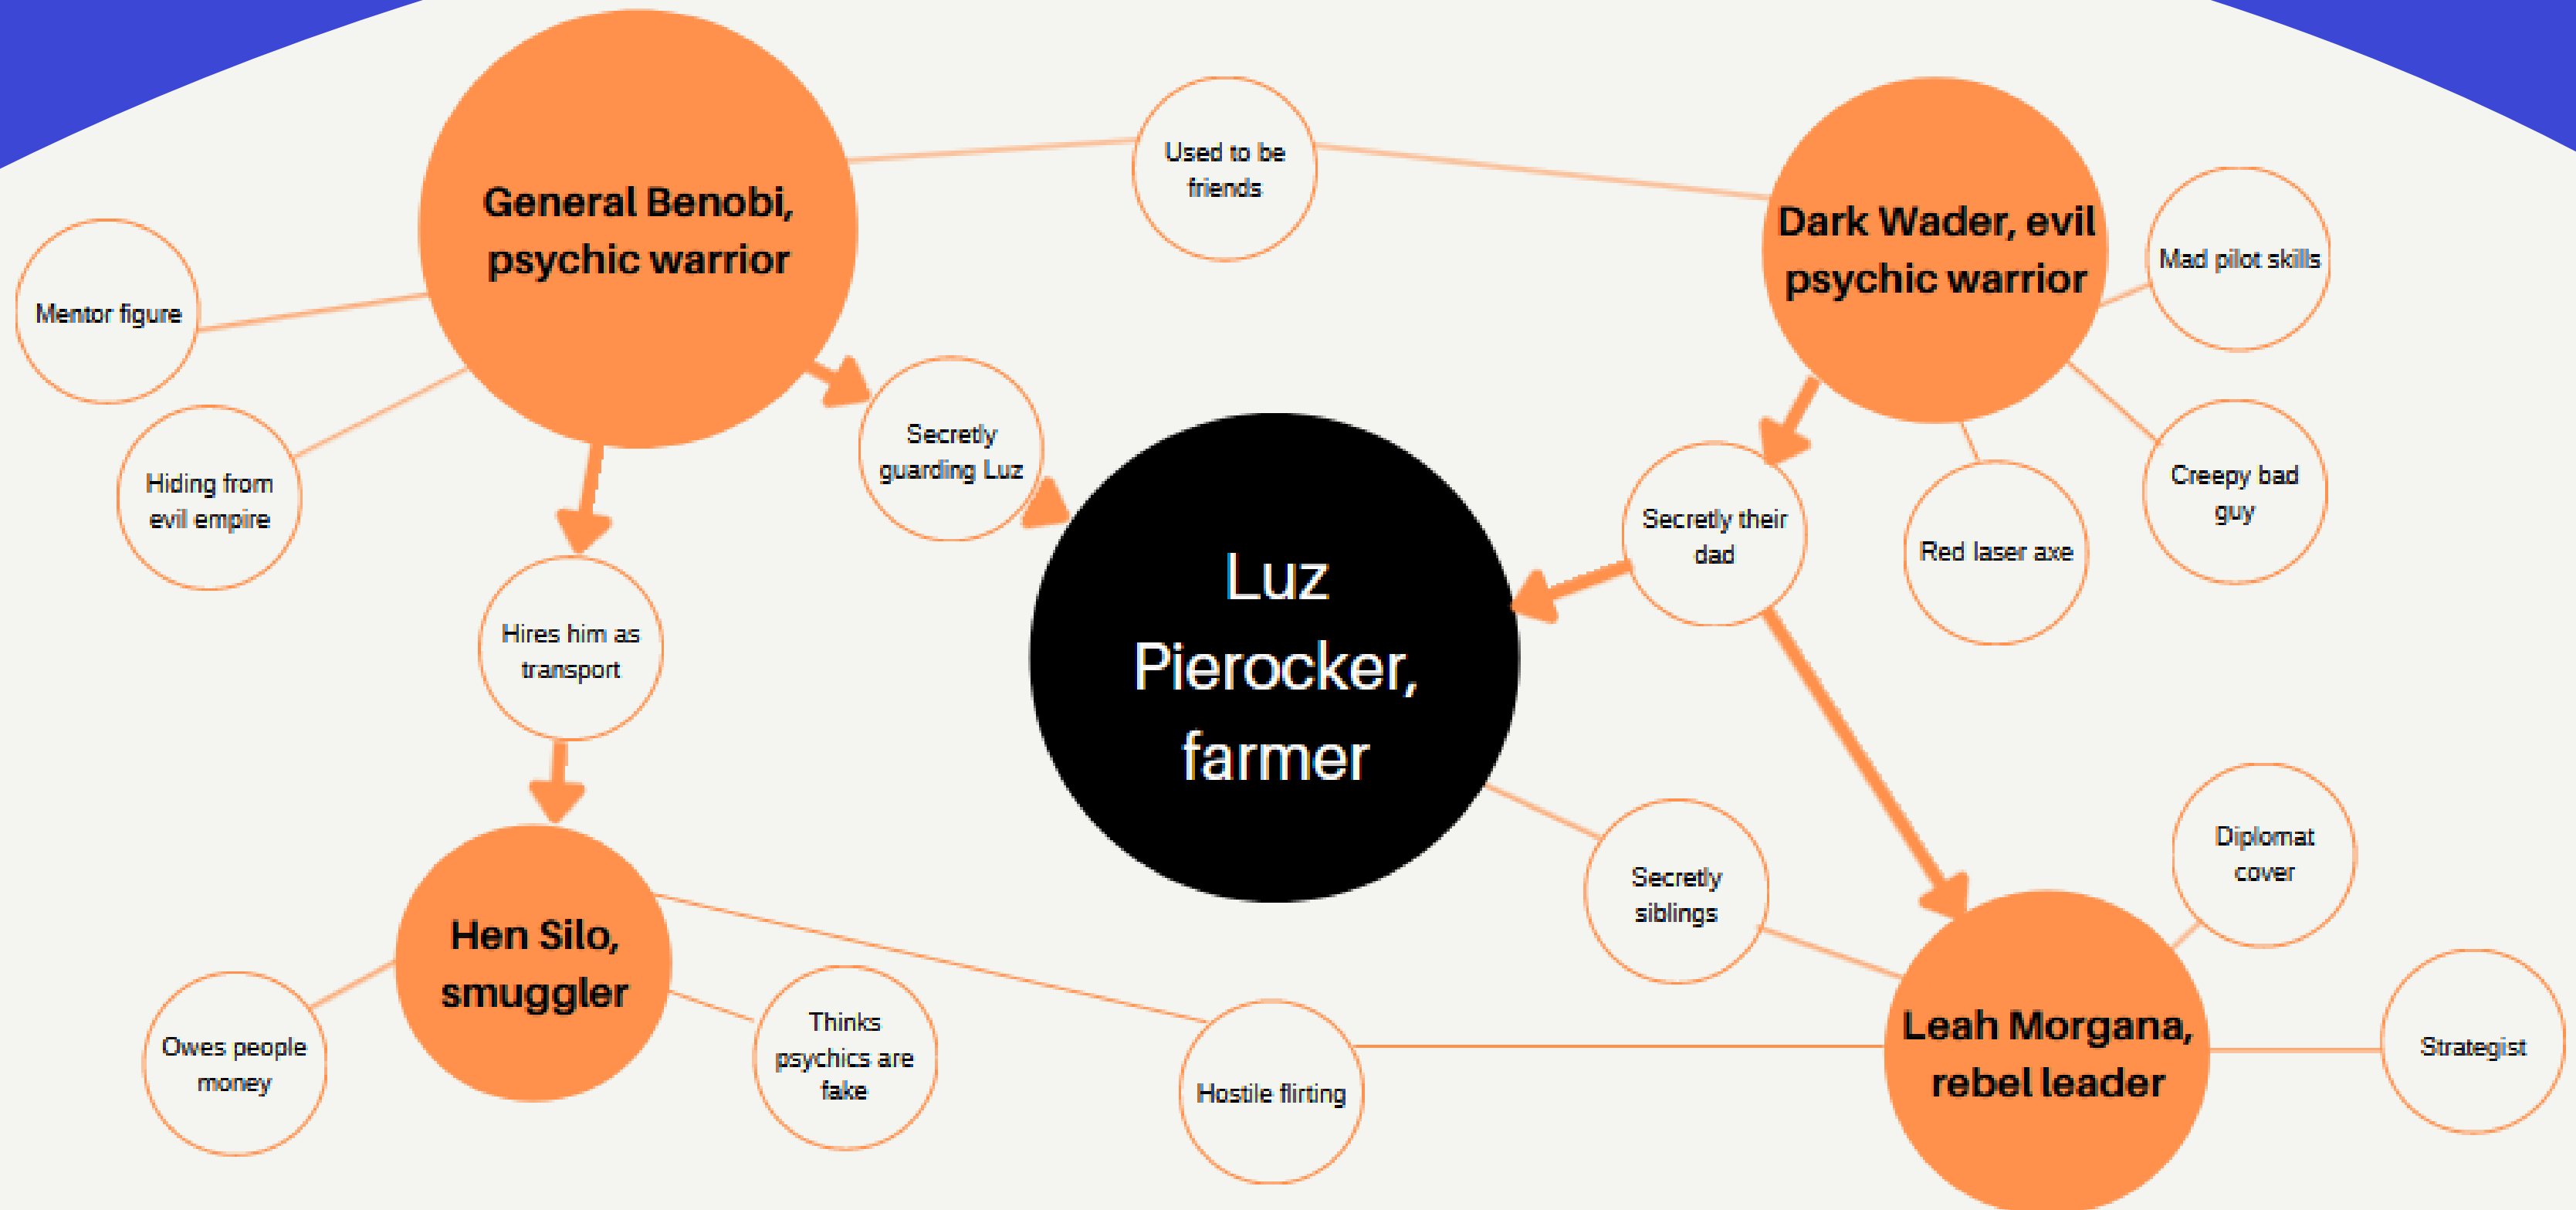 General Benobi,
psychic warrior
Used to be
friends
Dark Wader, evil
psychic warrior
Mad pilot skills
Mentor figure
Hiding from
evil empire
Secretly
guarding Luz
Secretly their
dad
Red laser axe
Creepy bad
guy
Hires him as
transport
Luz
Pierocker,
farmer
Secretly
siblings
Diplomat
cover
Hen Silo,
smuggler
Owes people
money
Thinks
psychics are
fake
Hostile flirting
Leah Morgana,
rebel leader
Strategist